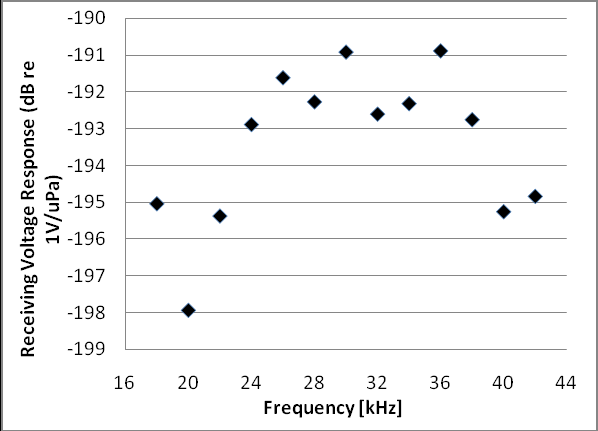 Receiving Voltage Response (dB re
1V/uPa)
-190
-191
-192
-193
-194
-195
-196
-197
-198
-199
16 20 24 28 32 36 40 44
Frequency [kHz]